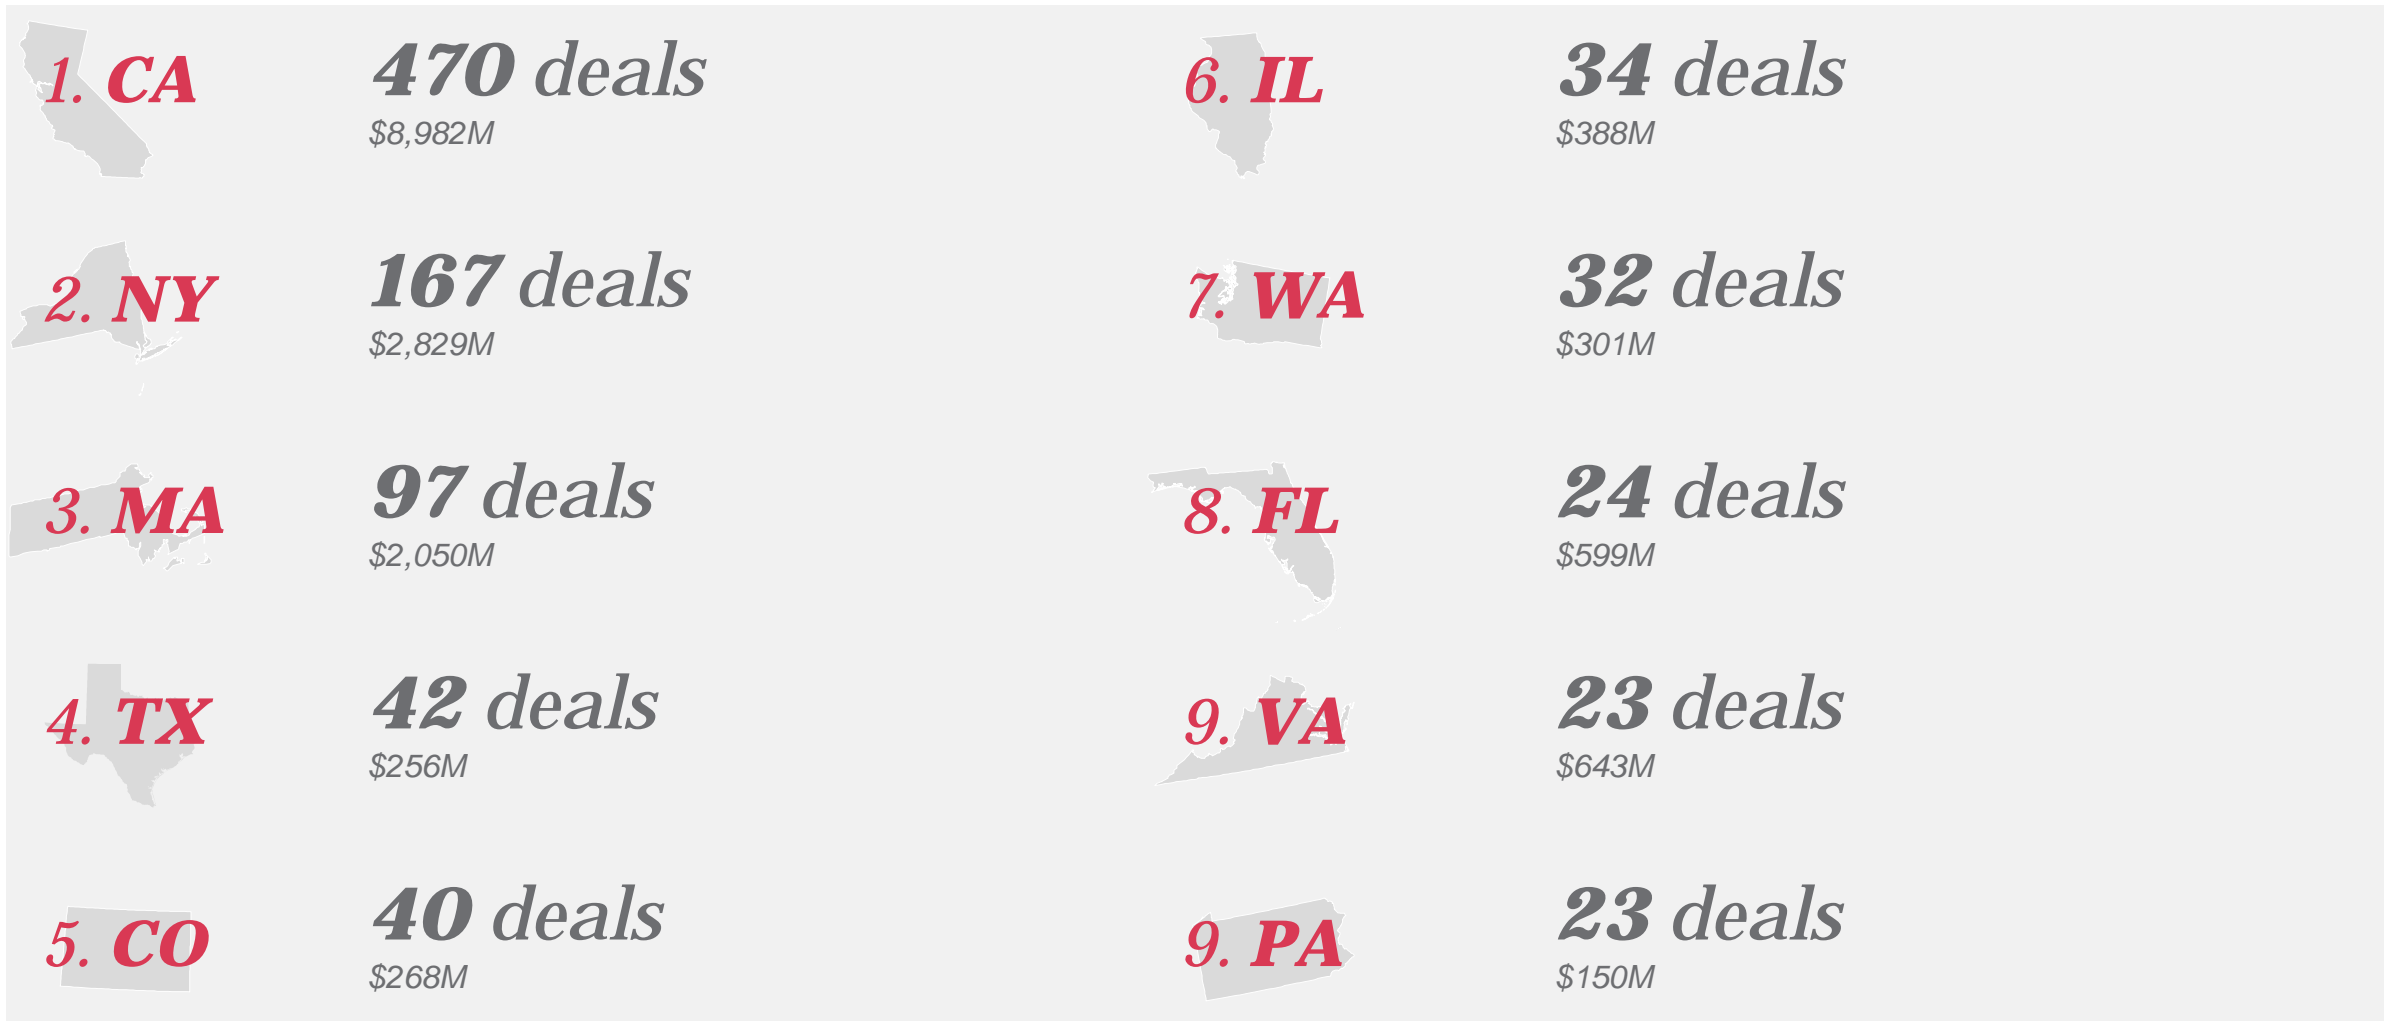 1. CA
470 deals
$8,982M
2. NY
167 deals
$2,829M
3. MA
97 deals
$2,050M
4. TX
42 deals
$256M
5. CO
40 deals
$268M
6. IL
34 deals
$388M
7. WA
32 deals
$301M
8. FL
24 deals
$599M
9. VA
23 deals
$643M
9. PA
23 deals
$150M